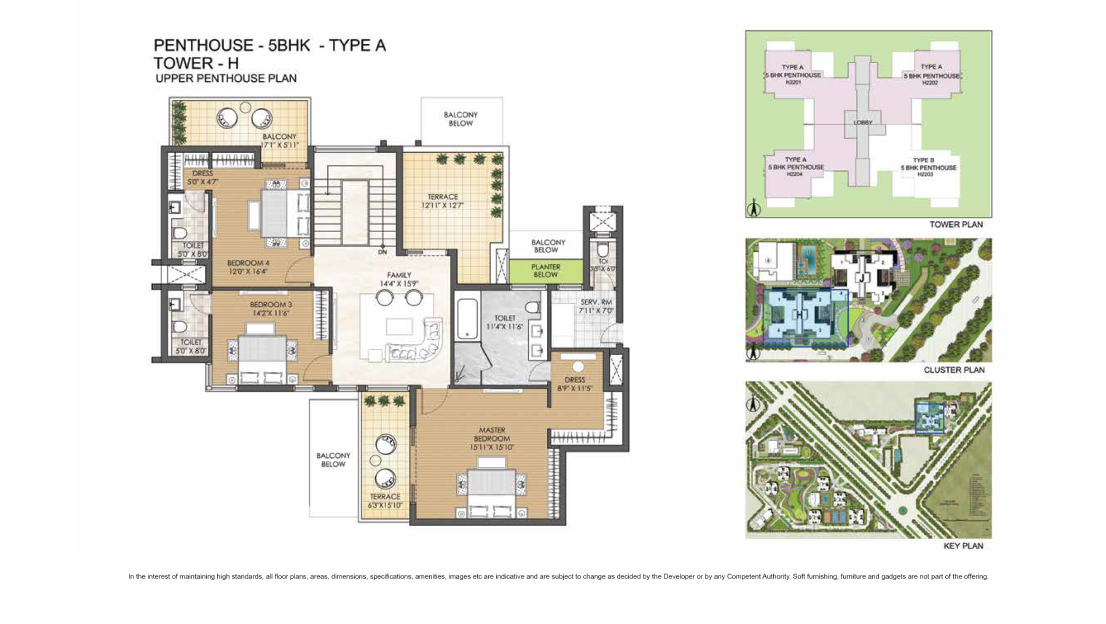 PENTHOUSE - 5BHK - TYPE A
TOWER - H
UPPER PENTHOUSE PLAN
BALCONY
17'1" X 5'11"
BALCONY
BELOW
DRESS
5'0" X 4'7"
TERRACE
12'11" X 12'7"
TOILET
5'0" X 8'0"
BEDROOM 4
12'0" X 16'4"
DN
BALCONY
BELOW
PLANTER
BELOW
FAMILY
14'4" X 15'9"
BEDROOM 3
14'2"X 11'6"
TOILET
5'0" X 8'0"
TOILET
11'4"X 11'6"
SERV. RM
7'11" X 7'0"
DRESS
8'9" X 11'5"
MASTER
BEDROOM
15'11"X 15'10"
BALCONY
BELOW
TERRACE
6'3"X15'10"
TYPE A
5 BHK PENTHOUSE
H2201
TYPE A
5 BHK PENTHOUSE
H2202
LOBBY
TYPE A
5 BHK PENTHOUSE
H2204
TYPE B
5 BHK PENTHOUSE
H2203
TOWER PLAN
CLUSTER PLAN
KEY PLAN
In the interest of maintaining high standards, all floor plans, areas, dimensions, specifications, amenities, images etc are indicative and are subject to change as decided by the Developer or by any Competent Authority. Soft furnishing, furniture and gadgets are not part of the offering.